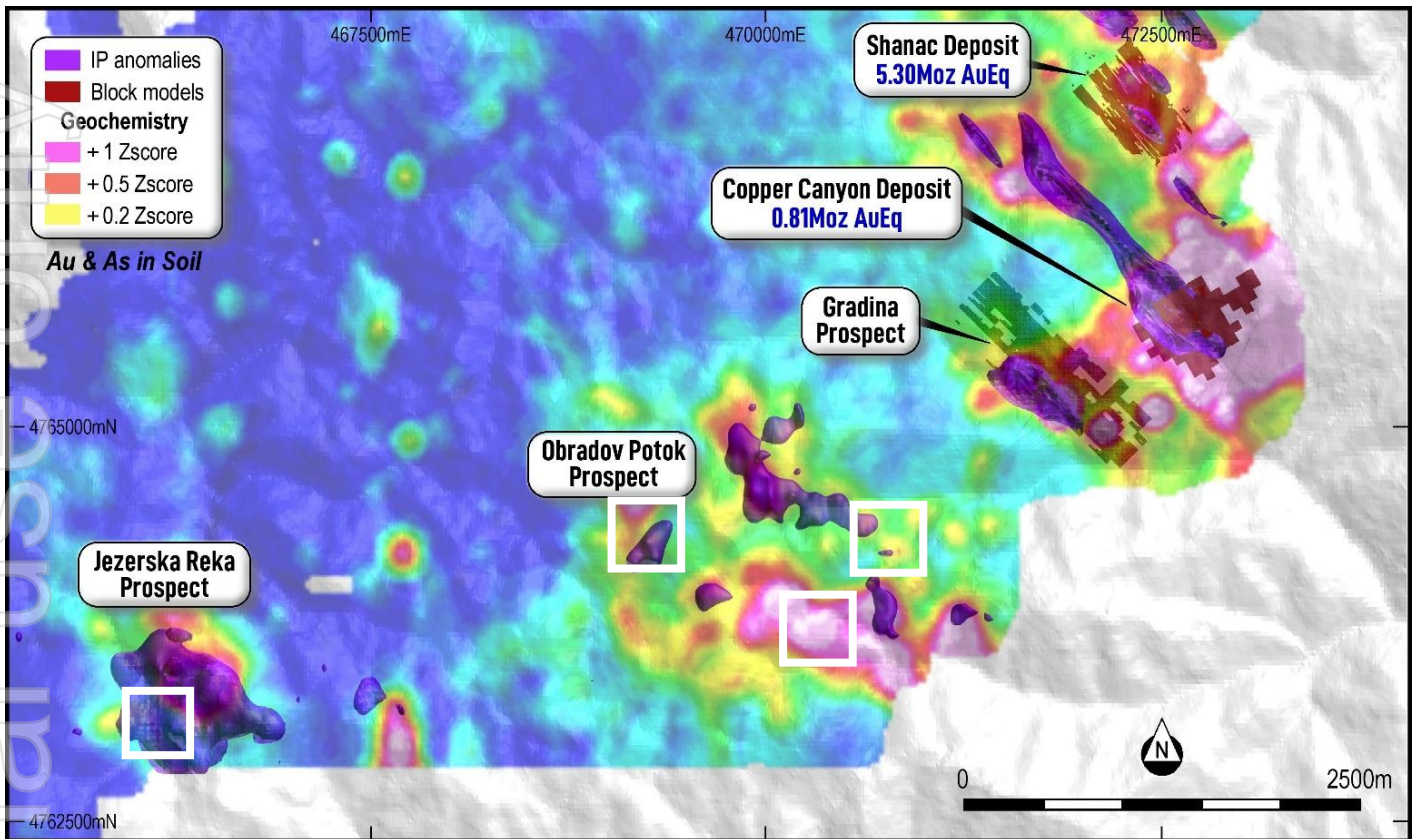 467500mE
470000mE
472500mE
IP anomalies
Block models
Geochemistry
+ 1 Zscore
+ 0.5 Zscore
+ 0.2 Zscore
Au & As in Soil
Shanac Deposit
5.30Moz AuEq
Copper Canyon Deposit
0.81Moz AuEq
Gradina
Prospect
4765000mN
Obradov Potok
Prospect
Jezerska Reka
Prospect
N
0
2500m
4762500mN